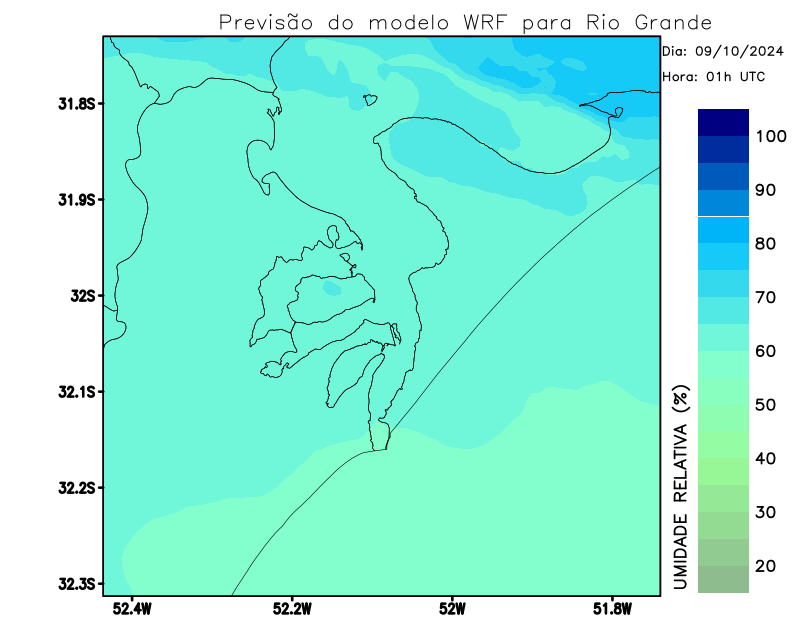 Previsão do modelo WRF para Rio Grande
Dia: 09/10/2024
Hora: 01h UTC
31.8S
31.9S
32S
32.1S
32.2S
32.3S
52.4W
52.2W
52W
51.8W
100
90
80
70
60
50
40
30
20
UMIDADE RELATIVA (%)